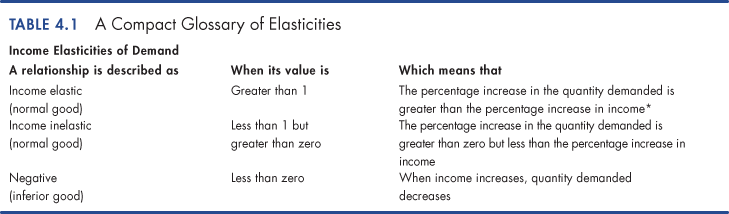 TABLE 4.1 A Compact Glossary of Elasticities
Income Elasticities of Demand
A relationship is described as When its value is Which means that
Income elastic Greater than 1 The percentage increase in the quantity demanded is
(normal good) greater than the percentage increase in income*
Income inelastic Less than 1 but The percentage increase in the quantity demanded is
(normal good) greater than zero greater than zero but less than the percentage increase in
income
Negative Less than zero When income increases, quantity demanded
(inferior good) decreases